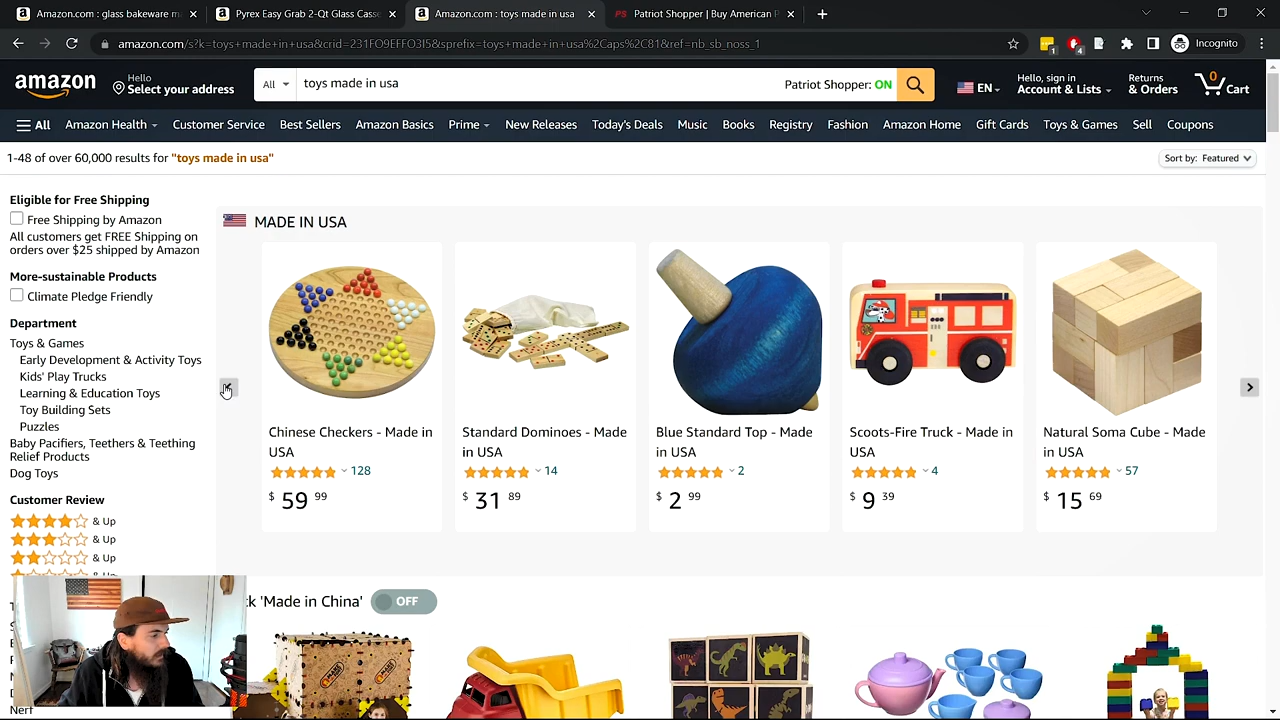 Amazon.com : glass bakeware m
Pyrex Easy Grab 2-Qt Glass Cass
Amazon.com : toys made in usa
PS Patriot Shopper | Buy American P
amazon.com/s?k=toys+made+in+usa&crid=231FO9EFFO3I5&sprefix=toys+made+in+usa%2Caps%2C81&ref=nb_sb_noss_1
1
4
Incognito
amazon
Hello
Select your address
All
toys made in usa
Patriot Shopper: ON
EN
Hello, sign in
Account & Lists
Returns
& Orders
0
Cart
All
Amazon Health
Customer Service
Best Sellers
Amazon Basics
Prime
New Releases
Today's Deals
Music
Books
Registry
Fashion
Amazon Home
Gift Cards
Toys & Games
Sell
Coupons
1-48 of over 60,000 results for "toys made in usa"
Sort by: Featured
Eligible for Free Shipping
Free Shipping by Amazon
All customers get FREE Shipping on
orders over $25 shipped by Amazon
More-sustainable Products
Climate Pledge Friendly
Department
Toys & Games
Early Development & Activity Toys
Kids' Play Trucks
Learning & Education Toys
Toy Building Sets
Puzzles
Baby Pacifiers, Teethers & Teething
Relief Products
Dog Toys
Customer Review
& Up
& Up
& Up
MADE IN USA
Chinese Checkers - Made in
USA
128
$59 99
Standard Dominoes - Made
in USA
14
$31 89
Blue Standard Top - Made
in USA
2
$2 99
Scoots-Fire Truck - Made in
USA
4
$9 39
Natural Soma Cube - Made
in USA
57
$15 69
k 'Made in China'
OFF
Nerf